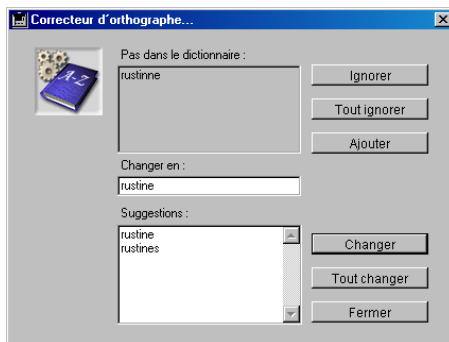 Correcteur d'orthographe...
Pas dans le dictionnaire :
rustinne
Ignorer
Tout ignorer
Ajouter
A-Z
Changer en :
rustine
Suggestions :
rustine
rustines
Changer
Tout changer
Fermer